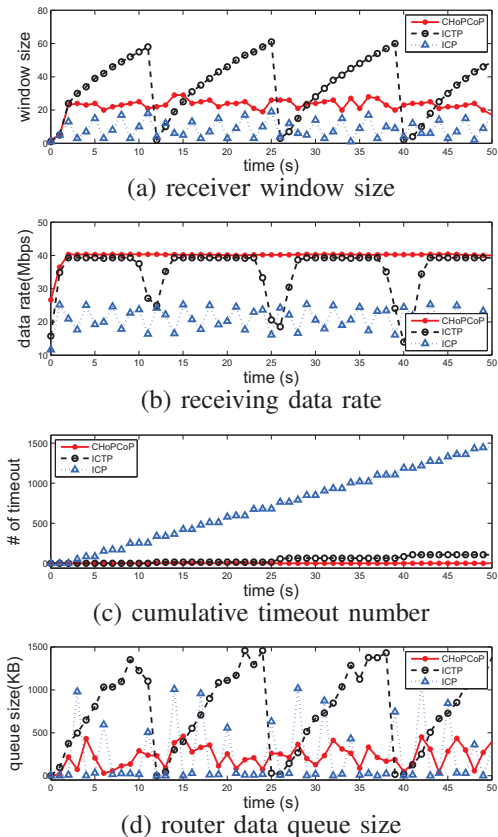 80
60
40
20
0
window size
CHoPCoP
ICTP
ICP
0 5 10 15 20 25 30 35 40 45 50
time (s)
(a) receiver window size
50
40
30
20
10
data rate(Mbps)
CHoPCoP
ICTP
ICP
0 5 10 15 20 25 30 35 40 45 50
time (s)
(b) receiving data rate
1500
1000
500
0
# of timeout
CHoPCoP
ICTP
ICP
0 5 10 15 20 25 30 35 40 45 50
time (s)
(c) cumulative timeout number
1500
1000
500
0
queue size(KB)
CHoPCoP
ICTP
ICP
0 5 10 15 20 25 30 35 40 45 50
time (s)
(d) router data queue size